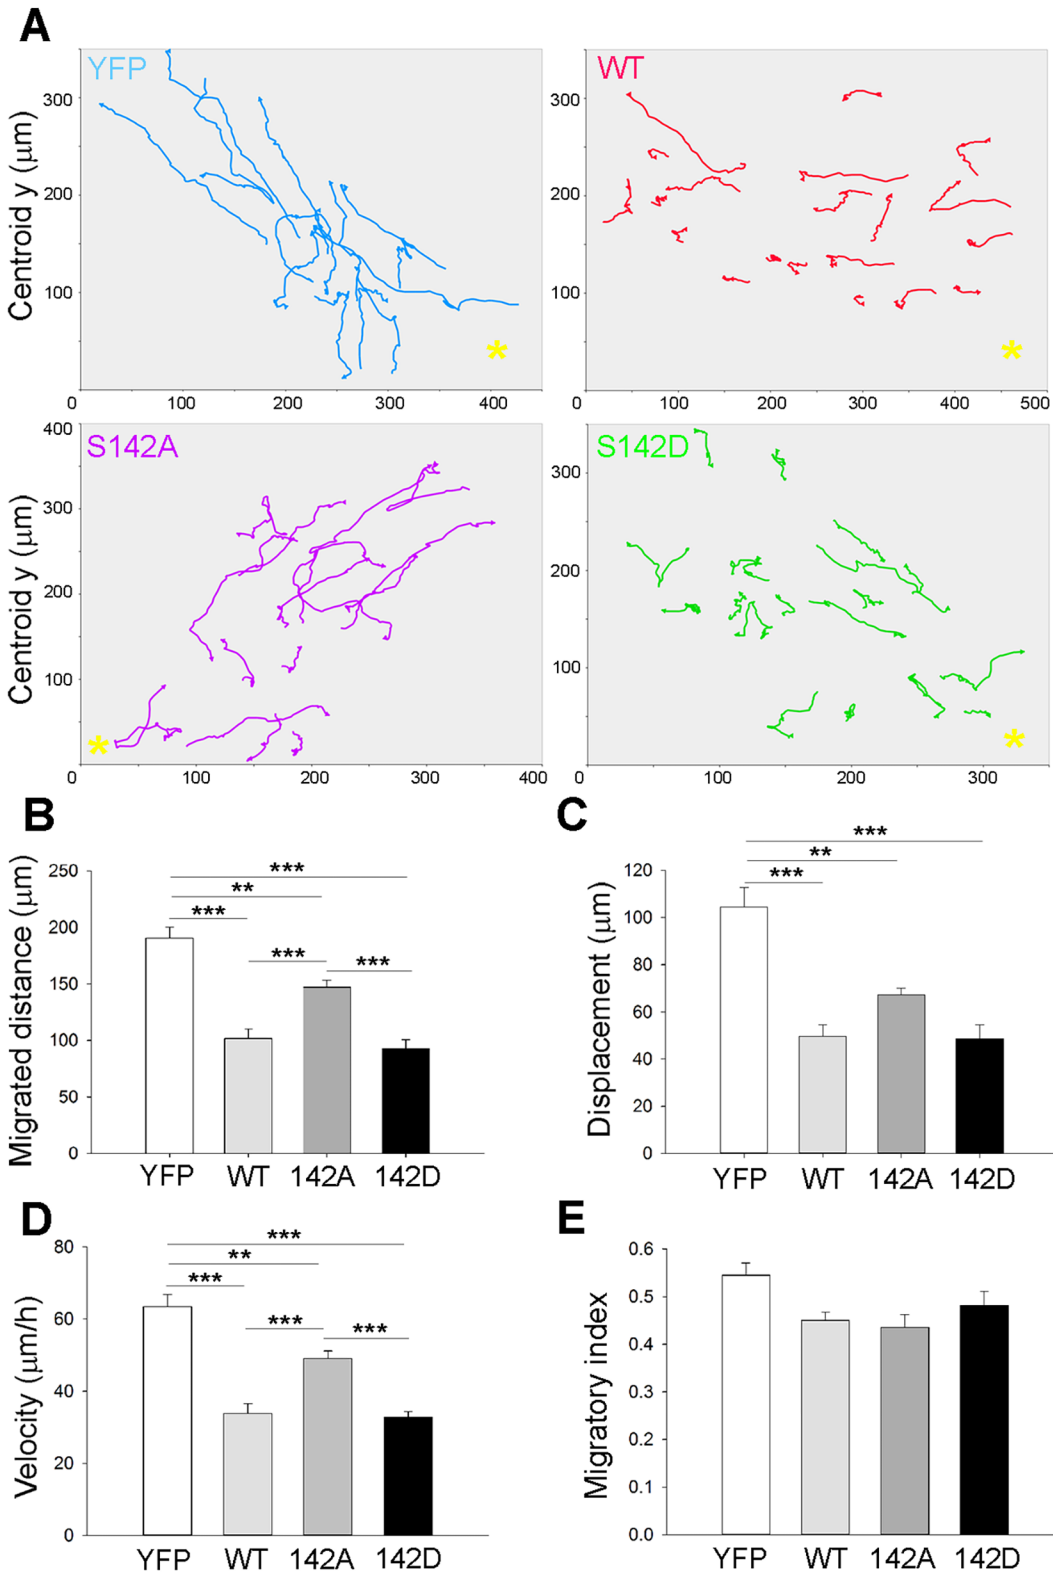 A
YFP
WT
Centroid y (μm)
300
200
100
0 100 200 300 400
300
200
100
0 100 200 300 400 500
S142A
S142D
Centroid y (μm)
400
300
200
100
0 100 200 300 400
300
200
100
0 100 200 300
B
Migrated distance (μm)
250
200
150
100
50
0
***
**
***
*** ***
YFP WT 142A 142D
C
Displacement (μm)
120
100
80
60
40
20
0
***
**
***
YFP WT 142A 142D
D
Velocity (μm/h)
80
60
40
20
0
***
**
***
*** ***
YFP WT 142A 142D
E
Migratory index
0.6
0.5
0.4
0.3
0.2
0.1
0.0
YFP WT 142A 142D